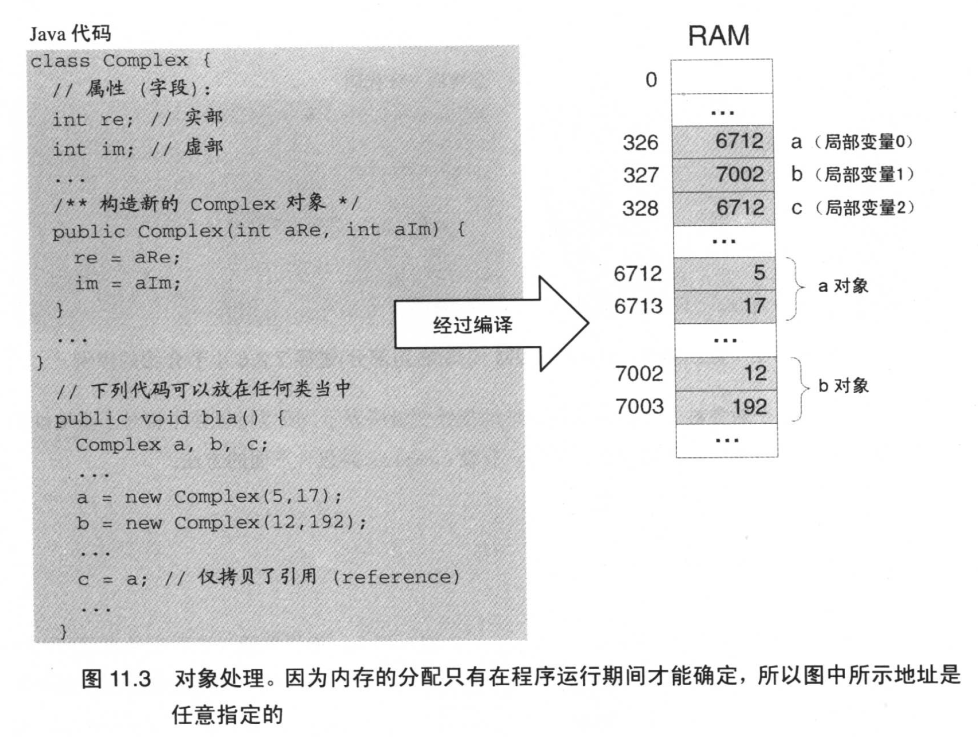 Java 代码
class Complex {
// 属性 (字段):
int re; // 实部
int im; // 虚部
...
/** 构造新的 Complex 对象 */
public Complex(int aRe, int aIm) {
re = aRe;
im = aIm;
}
...
}
// 下列代码可以放在任何类当中
public void bla() {
Complex a, b, c;
...
a = new Complex(5,17);
b = new Complex(12,192);
...
c = a; // 仅拷贝了引用 (reference)
...
}
经过编译
RAM
0
...
326 6712 a（局部变量0）
327 7002 b（局部变量1）
328 6712 c（局部变量2）
...
6712 5
a 对象
6713 17
...
7002 12
b 对象
7003 192
...
图 11.3 对象处理。因为内存的分配只有在程序运行期间才能确定，所以图中所示地址是
任意指定的